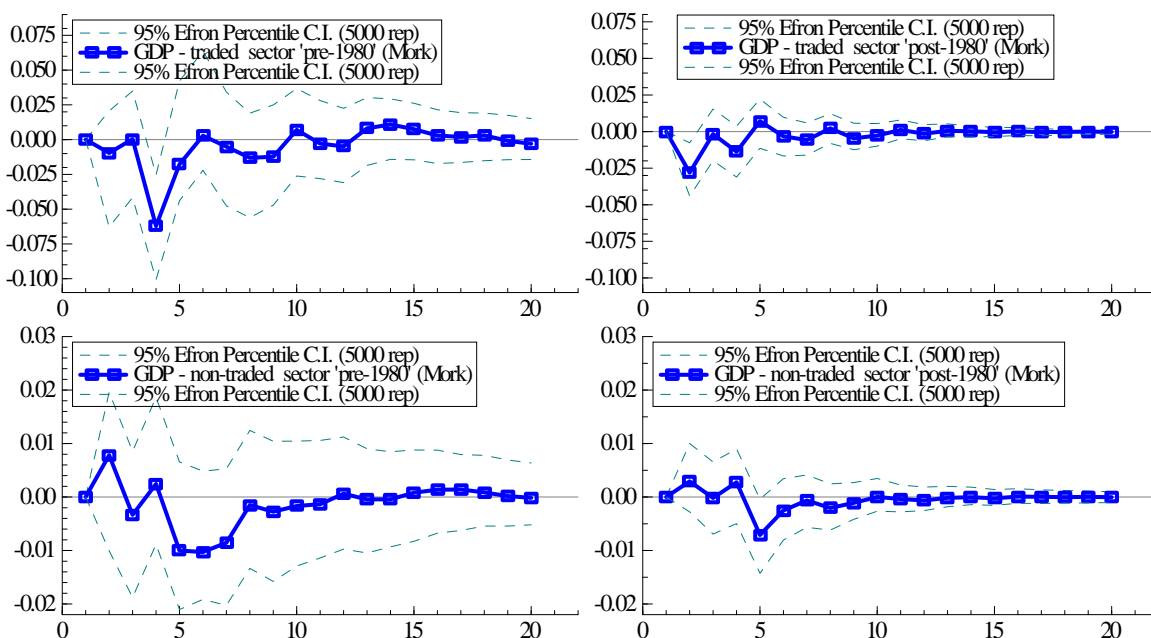 95% Efron Percentile C.I. (5000 rep)
GDP - traded sector 'pre-1980' (Mork)
95% Efron Percentile C.I. (5000 rep)
0.075
0.050
0.025
0.000
-0.025
-0.050
-0.075
-0.100
0 5 10 15 20
95% Efron Percentile C.I. (5000 rep)
GDP - traded sector 'post-1980' (Mork)
95% Efron Percentile C.I. (5000 rep)
0.075
0.050
0.025
0.000
-0.025
-0.050
-0.075
-0.100
0 5 10 15 20
95% Efron Percentile C.I. (5000 rep)
GDP - non-traded sector 'pre-1980' (Mork)
95% Efron Percentile C.I. (5000 rep)
0.03
0.02
0.01
0.00
-0.01
-0.02
0 5 10 15 20
95% Efron Percentile C.I. (5000 rep)
GDP - non-traded sector 'post-1980' (Mork)
95% Efron Percentile C.I. (5000 rep)
0.03
0.02
0.01
0.00
-0.01
-0.02
0 5 10 15 20